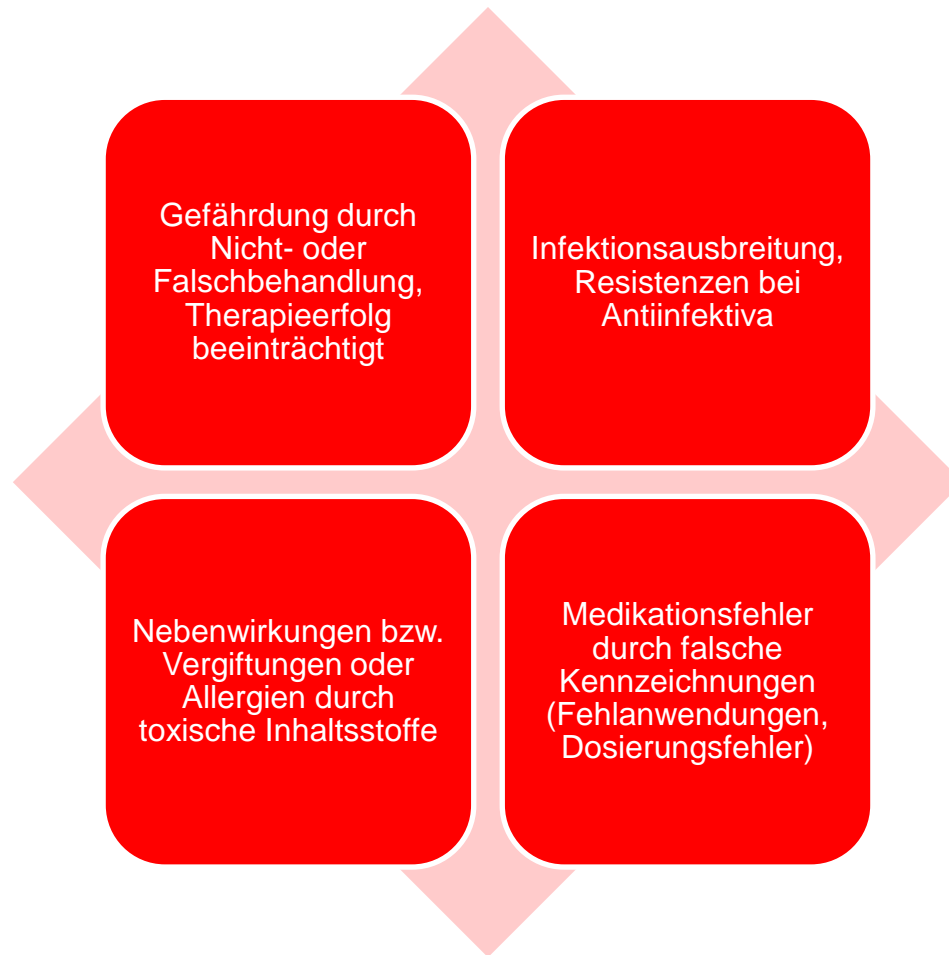 Gefährdung durch
Nicht- oder
Falschbehandlung,
Therapieerfolg
beeinträchtigt
Infektionsausbreitung,
Resistenzen bei
Antiinfektiva
Nebenwirkungen bzw.
Vergiftungen oder
Allergien durch
toxische Inhaltsstoffe
Medikationsfehler
durch falsche
Kennzeichnungen
(Fehlanwendungen,
Dosierungsfehler)